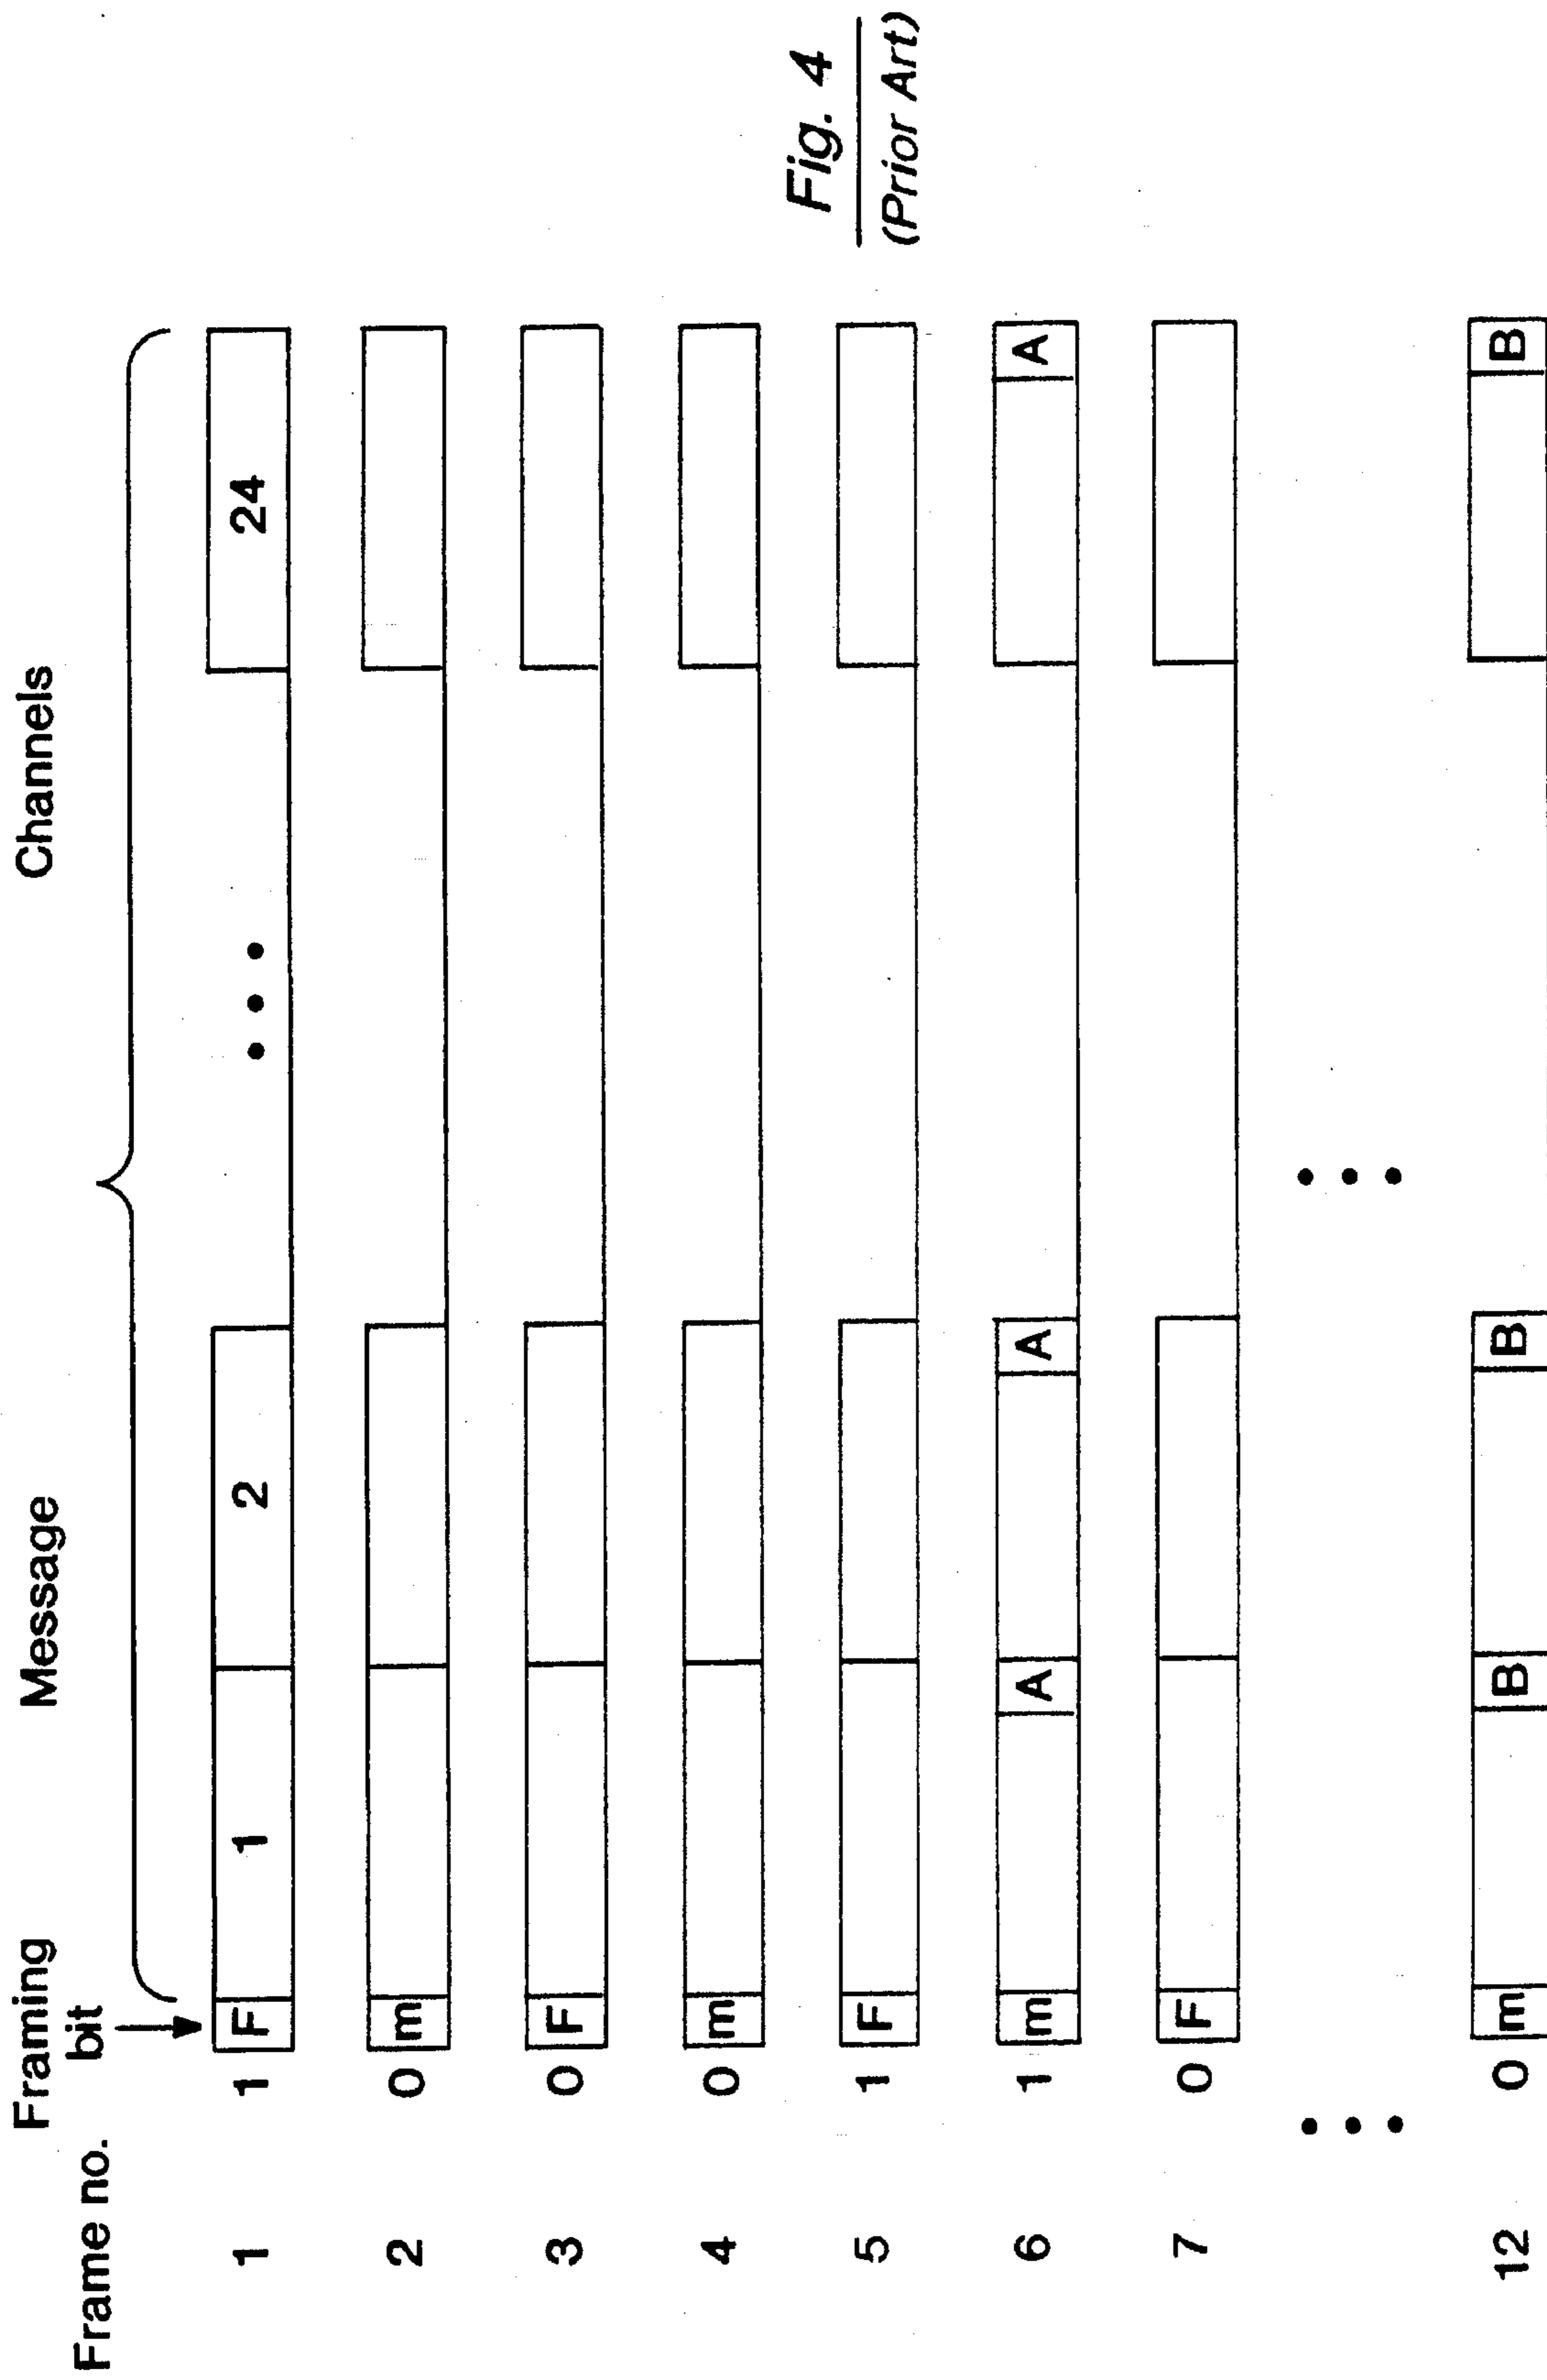 Framing bit
Message
Channels
Frame no.
1 1 F 1 2 • • • 24
2 0 m
3 0 F
4 0 m
5 1 F
6 1 m A A A
7 0 F
12 0 m B B B
Fig. 4
(Prior Art)